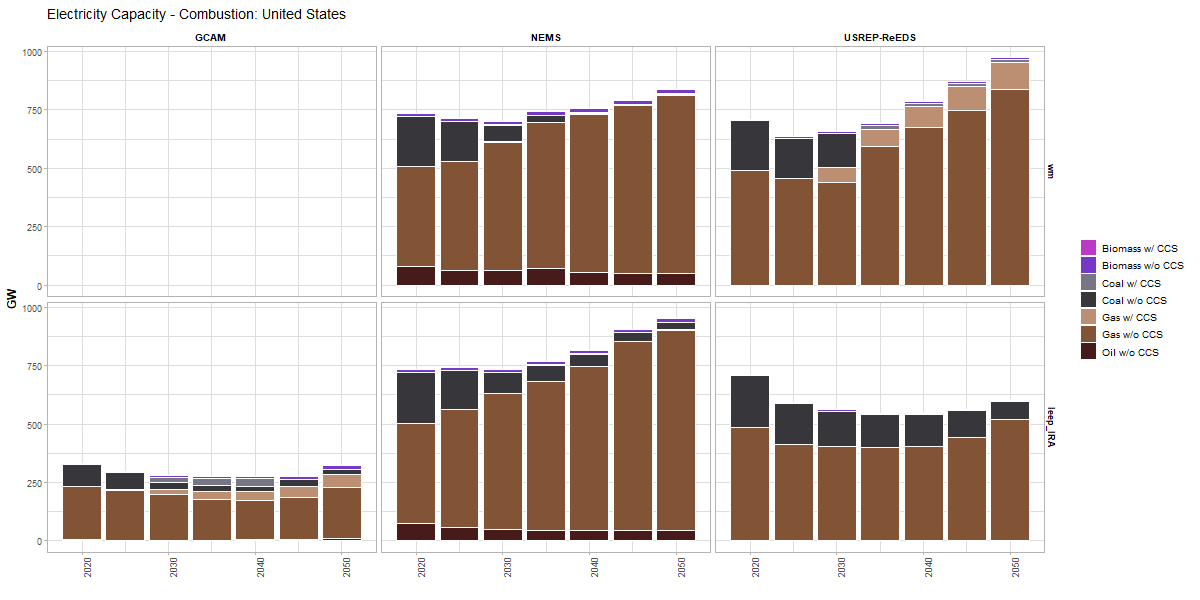 Electricity Capacity - Combustion: United States
GCAM
NEMS
USREP-ReEDS
1000
750
500
250
0
wm
GW
1000
750
500
250
0
leep_IRA
2020
2030
2040
2050
2020
2030
2040
2050
2020
2030
2040
2050
Biomass w/ CCS
Biomass w/o CCS
Coal w/ CCS
Coal w/o CCS
Gas w/ CCS
Gas w/o CCS
Oil w/o CCS